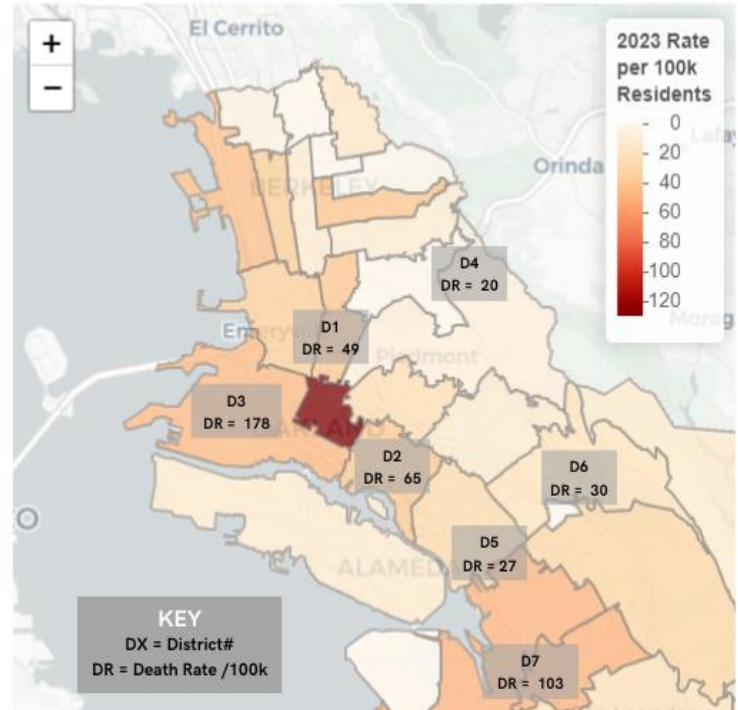 +
−
El Cerrito
2023 Rate
per 100k
Residents
0
20
40
60
80
100
120
Orinda
BERKELEY
D4
DR = 20
D1
DR = 49
Piedmont
D3
DR = 178
D2
DR = 65
D6
DR = 30
D5
DR = 27
ALAMEDA
KEY
DX = District#
DR = Death Rate /100k
D7
DR = 103